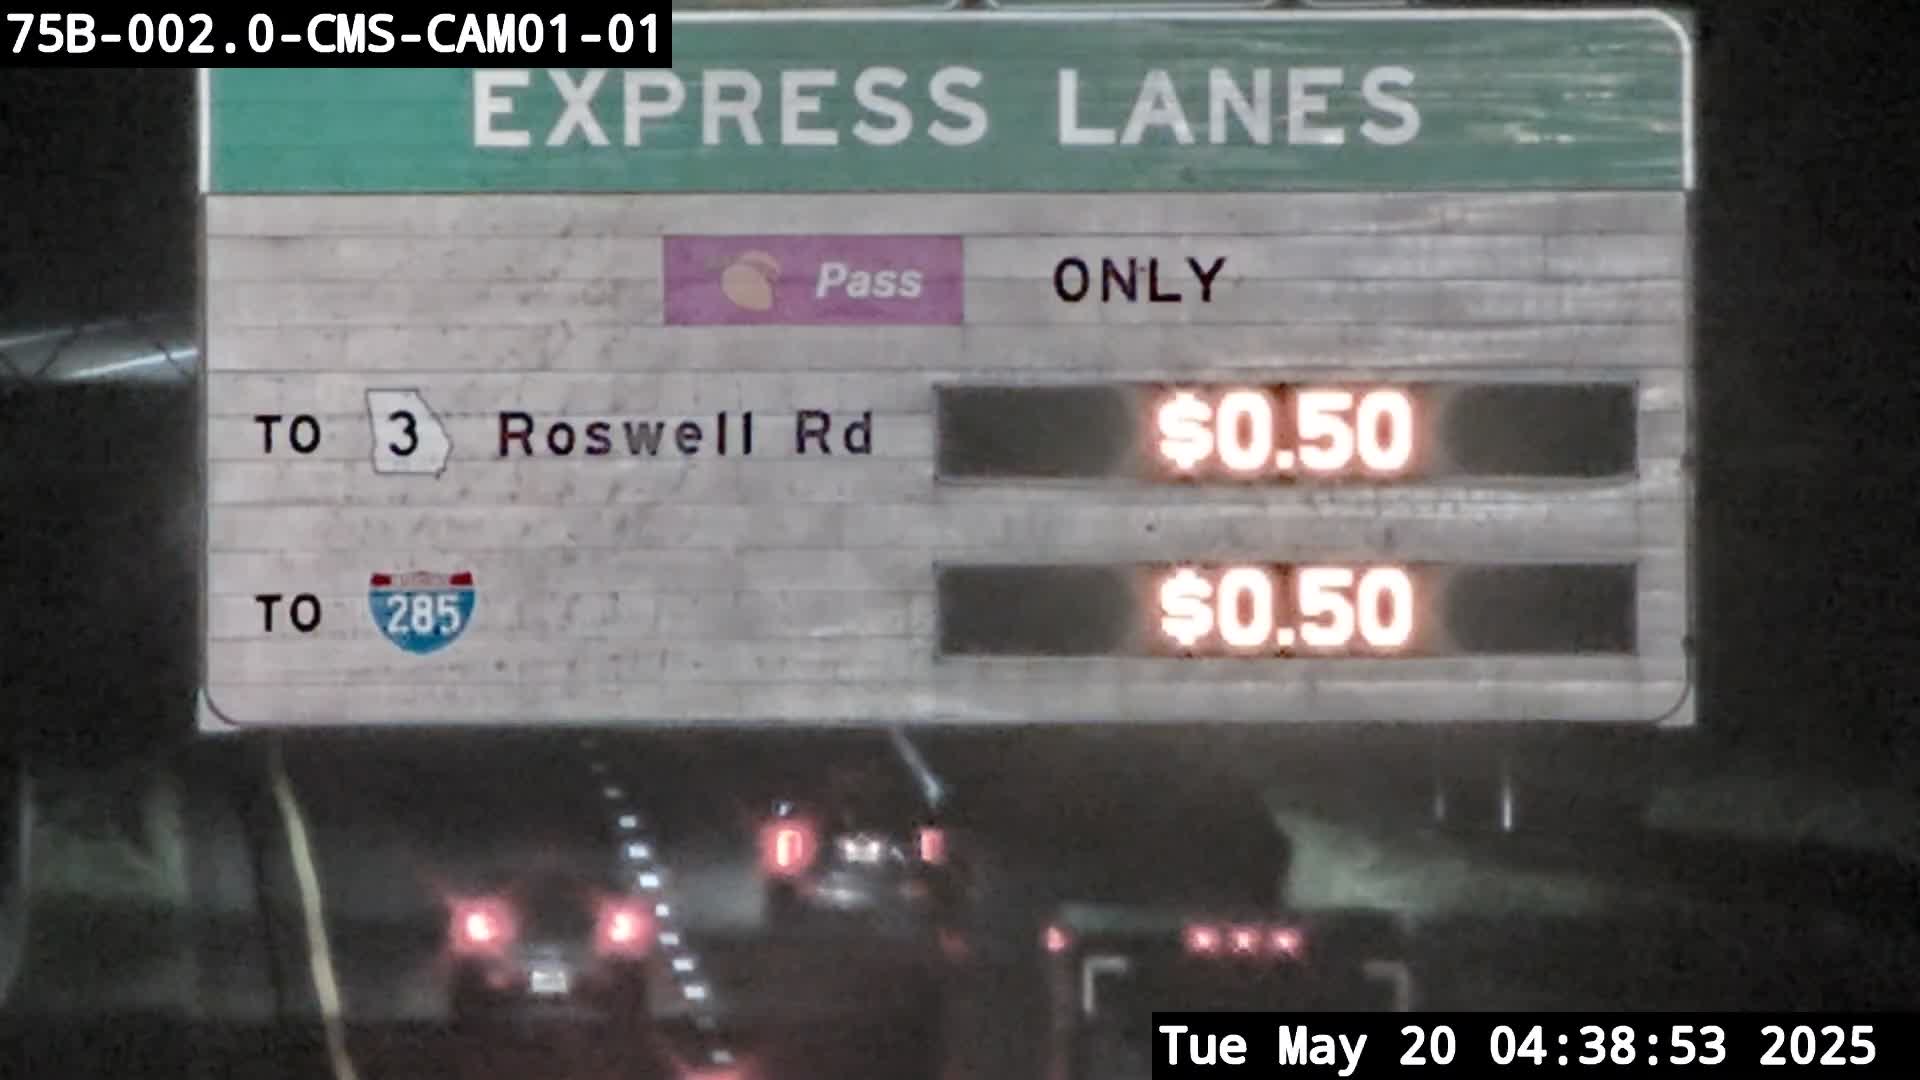 75B-002.0-CMS-CAM01-01
EXPRESS LANES
Pass ONLY
TO 3 Roswell Rd $0.50
TO 285 $0.50
Tue May 20 04:38:53 2025